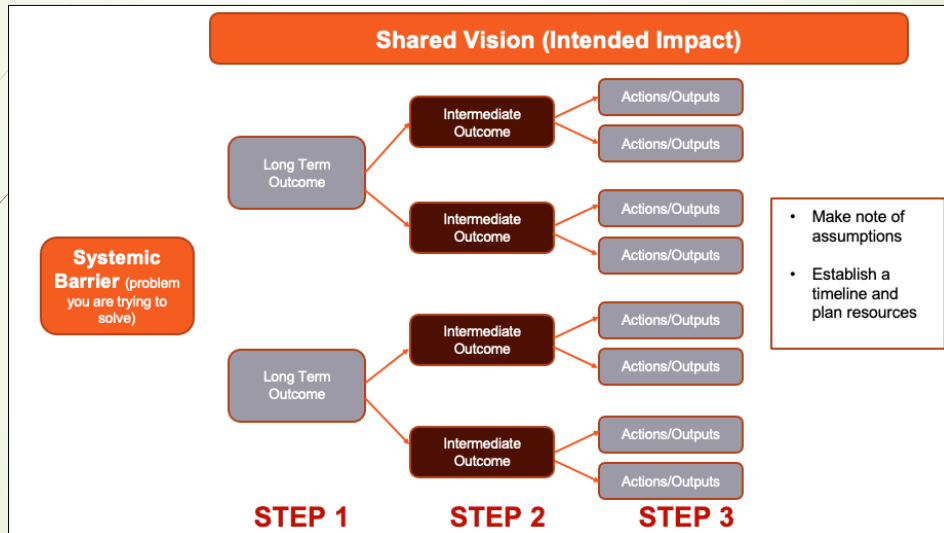 Shared Vision (Intended Impact)
Systemic
Barrier (problem
you are trying to
solve)
Long Term
Outcome
Intermediate
Outcome
Actions/Outputs
Actions/Outputs
Intermediate
Outcome
Actions/Outputs
Actions/Outputs
Long Term
Outcome
Intermediate
Outcome
Actions/Outputs
Actions/Outputs
Intermediate
Outcome
Actions/Outputs
Actions/Outputs
• Make note of
assumptions
• Establish a
timeline and
plan resources
STEP 1
STEP 2
STEP 3